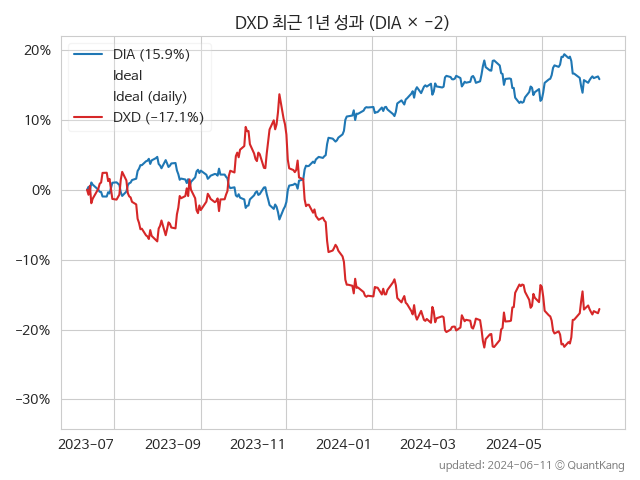 DXD 최근 1년 성과 (DIA × −2)
DIA (15.9%)
Ideal
Ideal (daily)
DXD (−17.1%)
20%
10%
0%
−10%
−20%
−30%
2023−07
2023−09
2023−11
2024−01
2024−03
2024−05
updated: 2024−06−11 © QuantKang